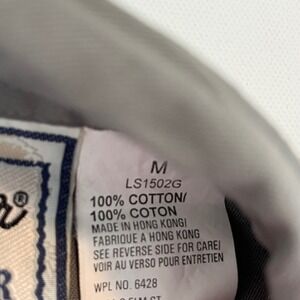 M
LS1502G
100% COTTON/
100% COTON
MADE IN HONG KONG/
FABRIQUE A HONG KONG
SEE REVERSE SIDE FOR CARE/
VOIR AU VERSO POUR ENTRETIEN
WPL NO. 6428